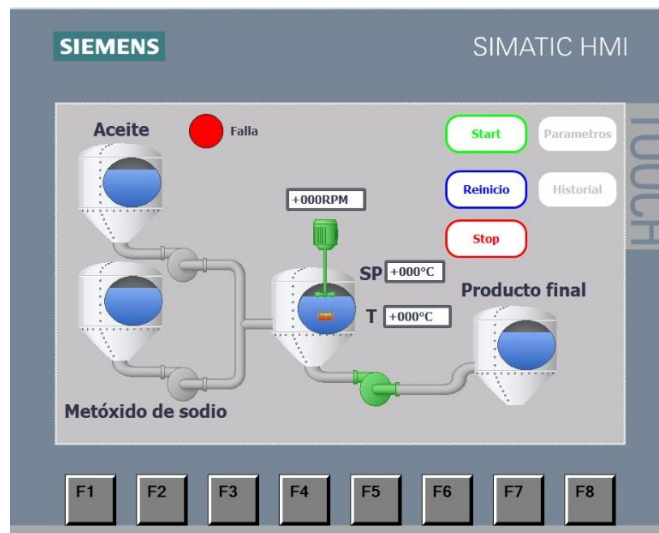 SIEMENS
SIMATIC HMI
TOUCH
Aceite
Falla
Start
Parametros
+000RPM
Reinicio
Historial
Stop
SP +000°C
Producto final
T +000°C
Metóxido de sodio
F1 F2 F3 F4 F5 F6 F7 F8